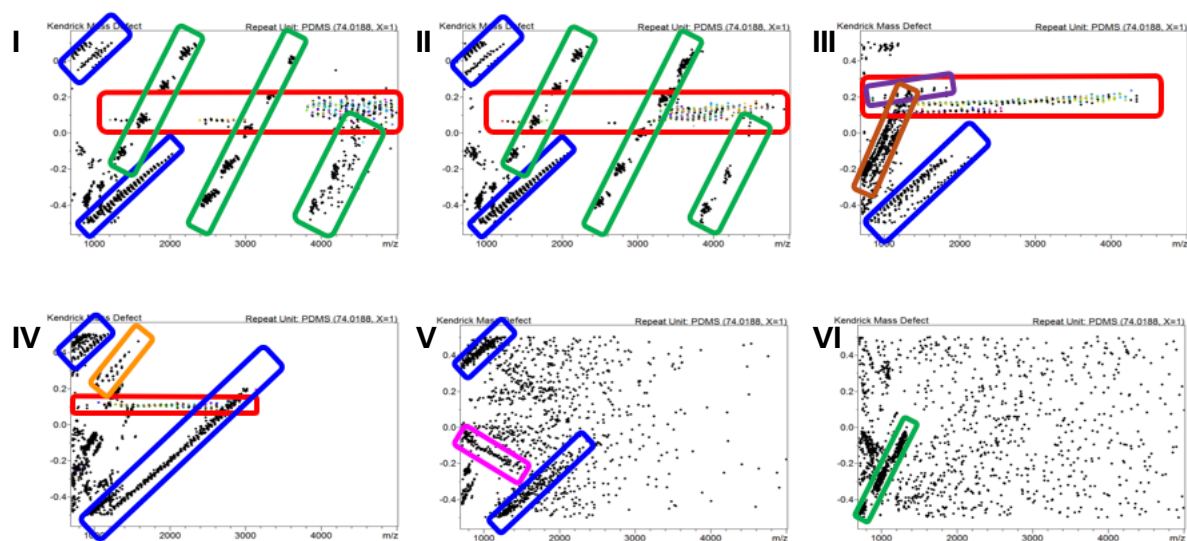 I
Kendrick Mass Defect
Repeat Unit: PDMS (74.0188, X=1)
0.4
0.2
0.0
-0.2
-0.4
1000 2000 3000 4000 m/z
II
Kendrick Mass Defect
Repeat Unit: PDMS (74.0188, X=1)
0.4
0.2
0.0
-0.2
-0.4
1000 2000 3000 4000 m/z
III
Kendrick Mass Defect
Repeat Unit: PDMS (74.0188, X=1)
0.4
0.2
0.0
-0.2
-0.4
1000 2000 3000 4000 m/z
IV
Kendrick Mass Defect
Repeat Unit: PDMS (74.0188, X=1)
0.4
0.2
0.0
-0.2
-0.4
1000 2000 3000 4000 m/z
V
Kendrick Mass Defect
Repeat Unit: PDMS (74.0188, X=1)
0.4
0.2
0.0
-0.2
-0.4
1000 2000 3000 4000 m/z
VI
Kendrick Mass Defect
Repeat Unit: PDMS (74.0188, X=1)
0.4
0.2
0.0
-0.2
-0.4
1000 2000 3000 4000 m/z